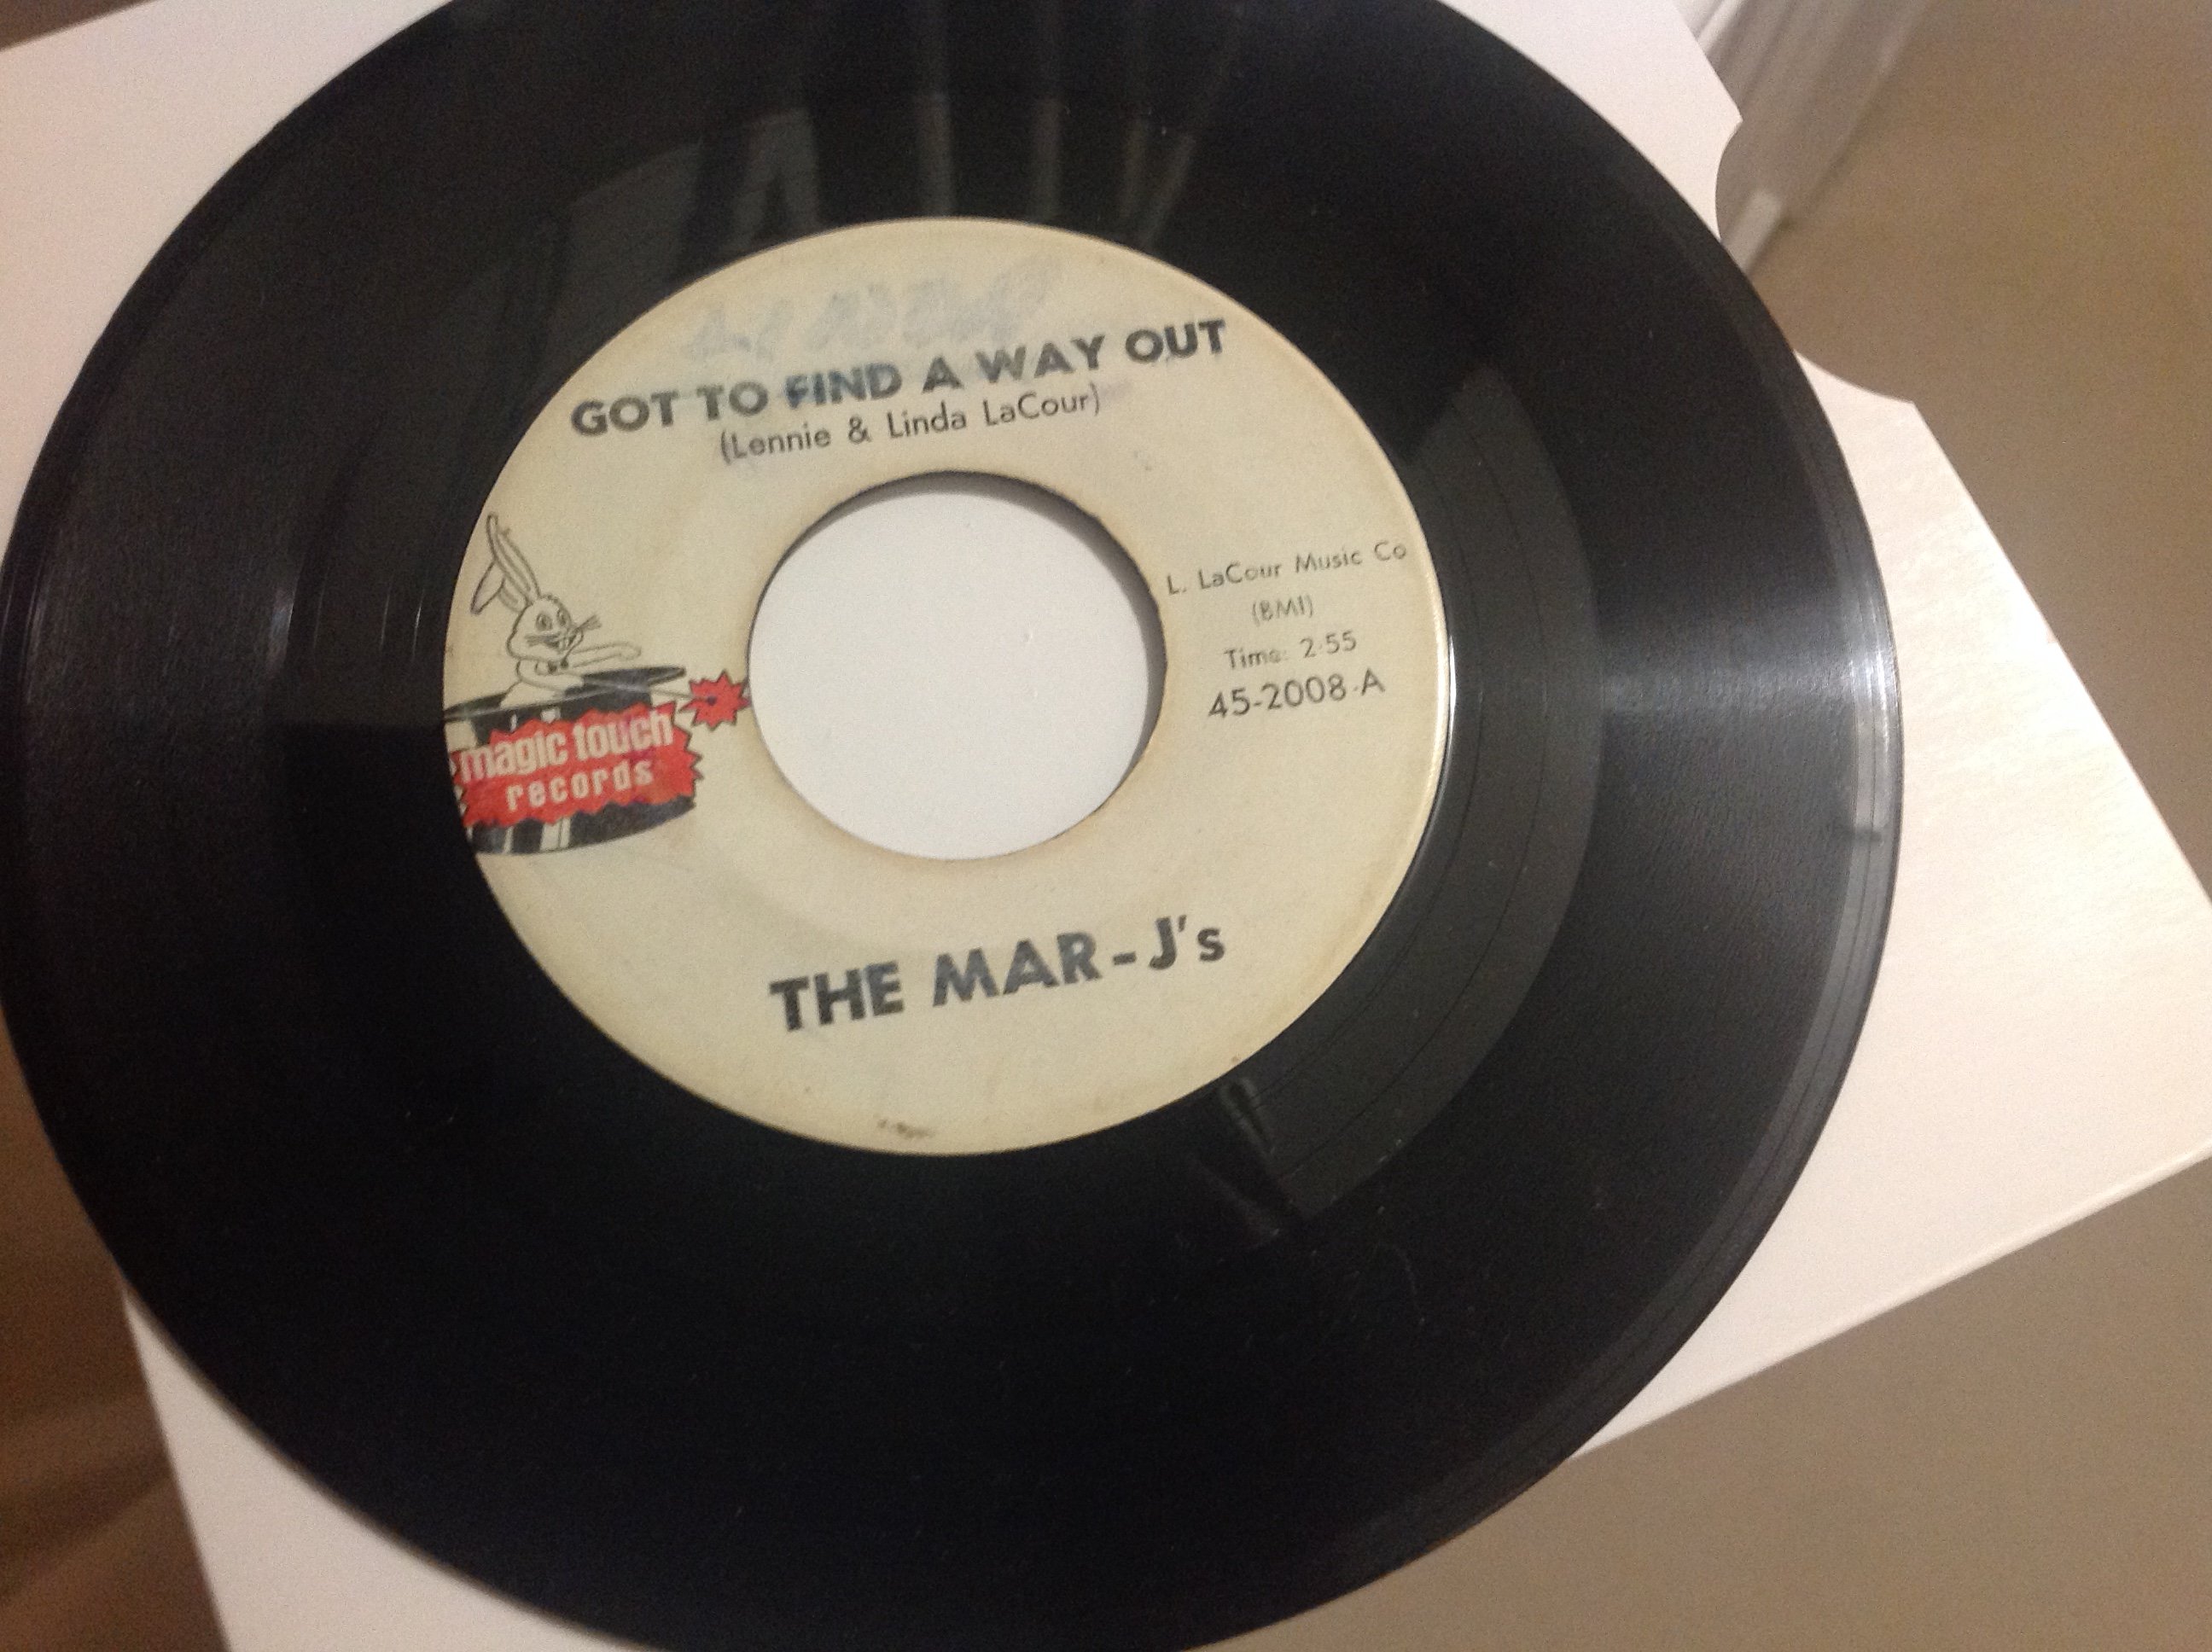 GOT TO FIND A WAY OUT
(Lennie & Linda LaCour)
L. LaCour Music Co
(BMI)
Time: 2:55
45-2008-A
magic touch
records
THE MAR-J's